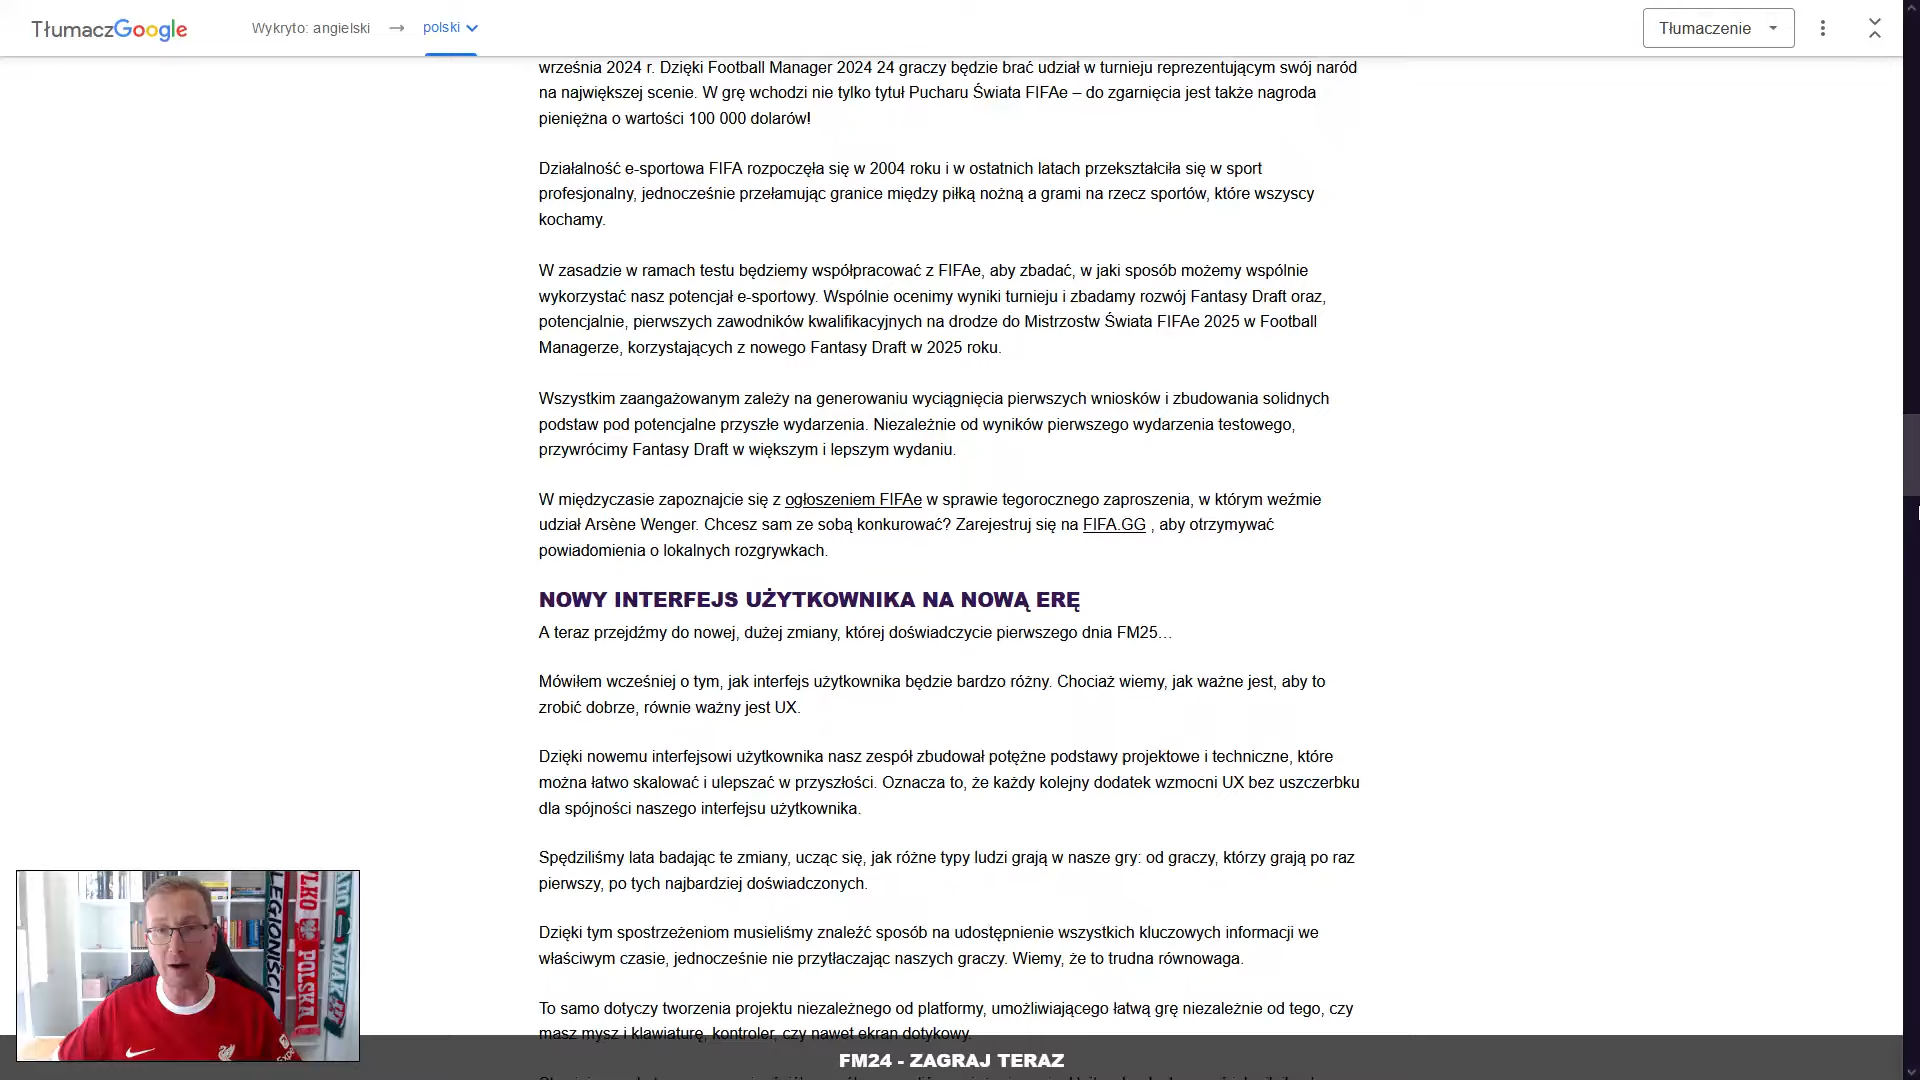 TłumaczGoogle
Wykryto: angielski → polski
Tłumaczenie
września 2024 r. Dzięki Football Manager 2024 24 graczy będzie brać udział w turnieju reprezentującym swój naród
na największej scenie. W grę wchodzi nie tylko tytuł Pucharu Świata FIFAe – do zgarnięcia jest także nagroda
pieniężna o wartości 100 000 dolarów!
Działalność e-sportowa FIFA rozpoczęła się w 2004 roku i w ostatnich latach przekształciła się w sport
profesjonalny, jednocześnie przełamując granice między piłką nożną a grami na rzecz sportów, które wszyscy
kochamy.
W zasadzie w ramach testu będziemy współpracować z FIFAe, aby zbadać, w jaki sposób możemy wspólnie
wykorzystać nasz potencjał e-sportowy. Wspólnie ocenimy wyniki turnieju i zbadamy rozwój Fantasy Draft oraz,
potencjalnie, pierwszych zawodników kwalifikacyjnych na drodze do Mistrzostw Świata FIFAe 2025 w Football
Managerze, korzystających z nowego Fantasy Draft w 2025 roku.
Wszystkim zaangażowanym zależy na generowaniu wyciągnięcia pierwszych wniosków i zbudowania solidnych
podstaw pod potencjalne przyszłe wydarzenia. Niezależnie od wyników pierwszego wydarzenia testowego,
przywrócimy Fantasy Draft w większym i lepszym wydaniu.
W międzyczasie zapoznajcie się z ogłoszeniem FIFAe w sprawie tegorocznego zaproszenia, w którym weźmie
udział Arsène Wenger. Chcesz sam ze sobą konkurować? Zarejestruj się na FIFA.GG , aby otrzymywać
powiadomienia o lokalnych rozgrywkach.
NOWY INTERFEJS UŻYTKOWNIKA NA NOWĄ ERĘ
A teraz przejdźmy do nowej, dużej zmiany, której doświadczycie pierwszego dnia FM25…
Mówiłem wcześniej o tym, jak interfejs użytkownika będzie bardzo różny. Chociaż wiemy, jak ważne jest, aby to
zrobić dobrze, równie ważny jest UX.
Dzięki nowemu interfejsowi użytkownika nasz zespół zbudował potężne podstawy projektowe i techniczne, które
można łatwo skalować i ulepszać w przyszłości. Oznacza to, że każdy kolejny dodatek wzmocni UX bez uszczerbku
dla spójności naszego interfejsu użytkownika.
Spędziliśmy lata badając te zmiany, ucząc się, jak różne typy ludzi grają w nasze gry: od graczy, którzy grają po raz
pierwszy, po tych najbardziej doświadczonych.
Dzięki tym spostrzeżeniom musieliśmy znaleźć sposób na udostępnienie wszystkich kluczowych informacji we
właściwym czasie, jednocześnie nie przytłaczając naszych graczy. Wiemy, że to trudna równowaga.
To samo dotyczy tworzenia projektu niezależnego od platformy, umożliwiającego łatwą grę niezależnie od tego, czy
masz mysz i klawiaturę, kontroler, czy nawet ekran dotykowy.
FM24 - ZAGRAJ TERAZ
LEGIONIŚCI
POLSKA